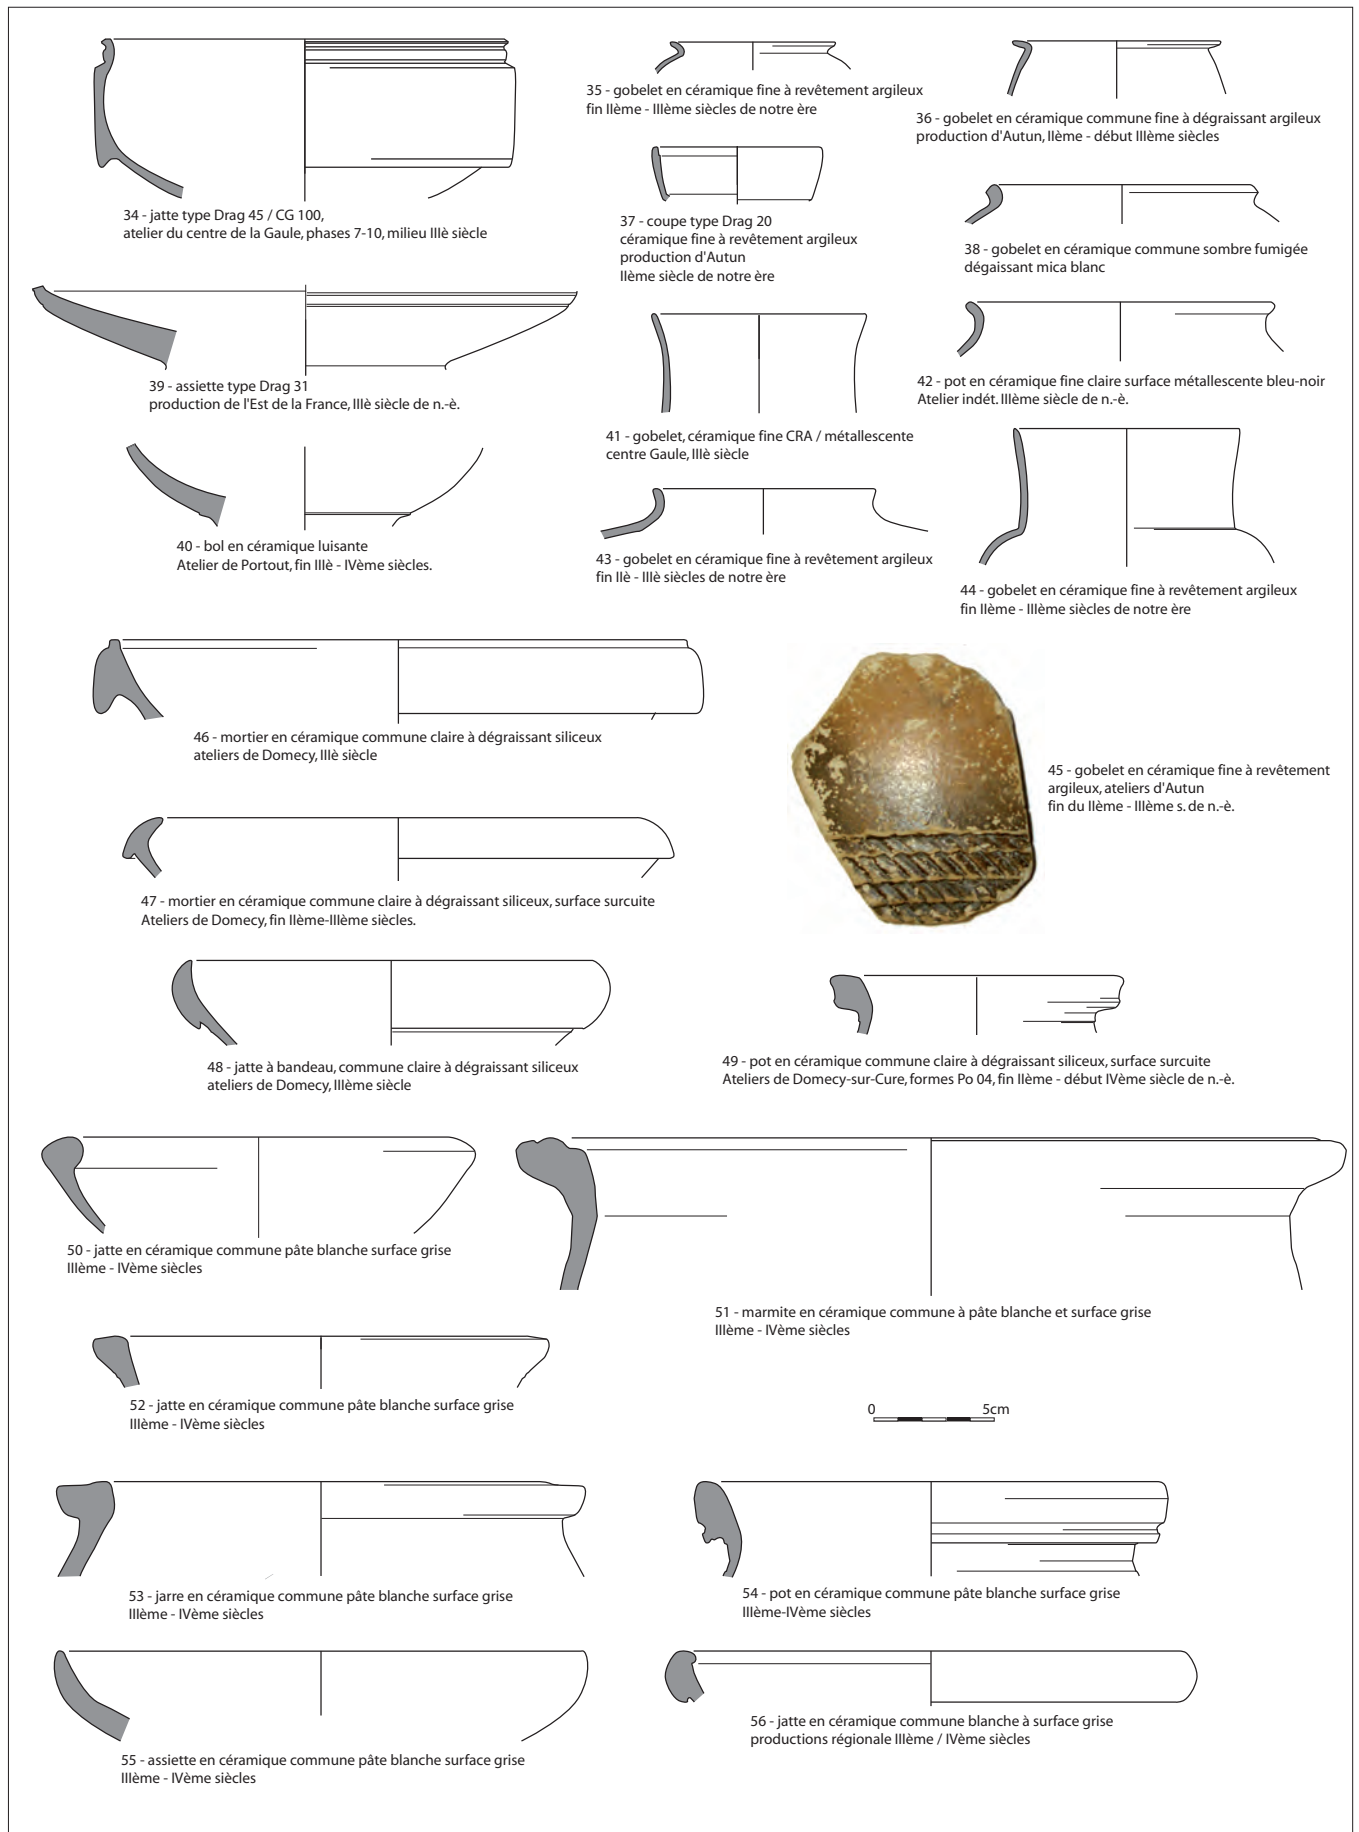 34 - jatte type Drag 45 / CG 100,
atelier du centre de la Gaule, phases 7-10, milieu IIIè siècle
35 - gobelet en céramique fine à revêtement argileux
fin IIème - IIIème siècles de notre ère
36 - gobelet en céramique commune fine à dégraissant argileux
production d'Autun, IIème - début IIIème siècles
37 - coupe type Drag 20
céramique fine à revêtement argileux
production d'Autun
IIème siècle de notre ère
38 - gobelet en céramique commune sombre fumigée
dégaissant mica blanc
39 - assiette type Drag 31
production de l'Est de la France, IIIè siècle de n.-è.
40 - bol en céramique luisante
Atelier de Portout, fin IIIè - IVème siècles.
41 - gobelet, céramique fine CRA / métallescente
centre Gaule, IIIè siècle
42 - pot en céramique fine claire surface métallescente bleu-noir
Atelier indét. IIIème siècle de n.-è.
43 - gobelet en céramique fine à revêtement argileux
fin IIè - IIIè siècles de notre ère
44 - gobelet en céramique fine à revêtement argileux
fin IIème - IIIème siècles de notre ère
46 - mortier en céramique commune claire à dégraissant siliceux
ateliers de Domecy, IIIè siècle
45 - gobelet en céramique fine à revêtement
argileux, ateliers d'Autun
fin du IIème - IIIème s. de n.-è.
47 - mortier en céramique commune claire à dégraissant siliceux, surface surcuite
Ateliers de Domecy, fin IIème-IIIème siècles.
48 - jatte à bandeau, commune claire à dégraissant siliceux
ateliers de Domecy, IIIème siècle
49 - pot en céramique commune claire à dégraissant siliceux, surface surcuite
Ateliers de Domecy-sur-Cure, formes Po 04, fin IIème - début IVème siècle de n.-è.
50 - jatte en céramique commune pâte blanche surface grise
IIIème - IVème siècles
51 - marmite en céramique commune à pâte blanche et surface grise
IIIème - IVème siècles
52 - jatte en céramique commune pâte blanche surface grise
IIIème - IVème siècles
0 5cm
53 - jarre en céramique commune pâte blanche surface grise
IIIème - IVème siècles
54 - pot en céramique commune pâte blanche surface grise
IIIème-IVème siècles
55 - assiette en céramique commune pâte blanche surface grise
IIIème - IVème siècles
56 - jatte en céramique commune blanche à surface grise
productions régionale IIIème / IVème siècles